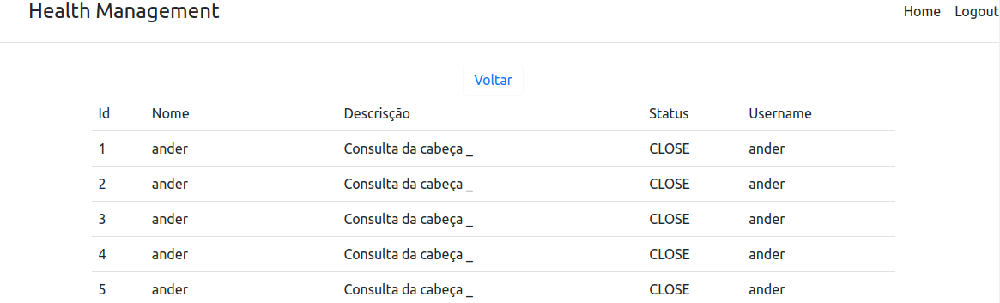 Health Management Home Logout
Voltar
Id Nome Descrisção Status Username
1 ander Consulta da cabeça _ CLOSE ander
2 ander Consulta da cabeça _ CLOSE ander
3 ander Consulta da cabeça _ CLOSE ander
4 ander Consulta da cabeça _ CLOSE ander
5 ander Consulta da cabeça _ CLOSE ander